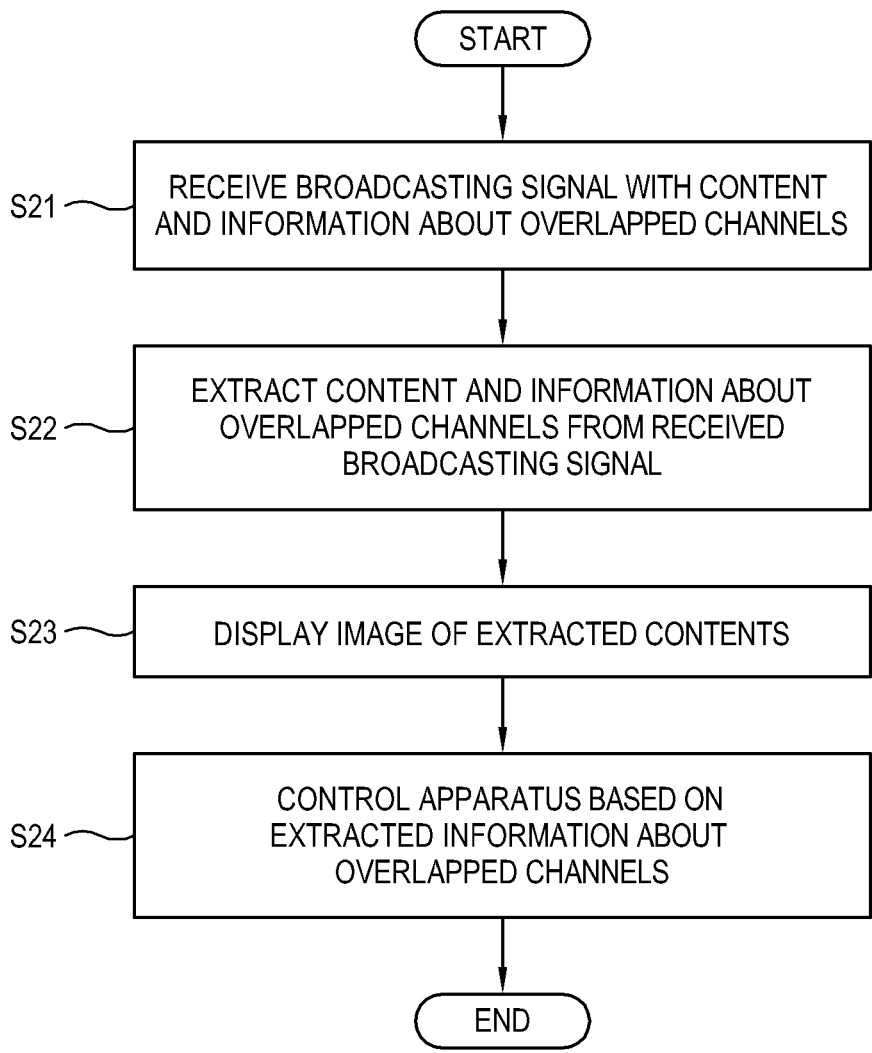 START
S21
RECEIVE BROADCASTING SIGNAL WITH CONTENT
AND INFORMATION ABOUT OVERLAPPED CHANNELS
S22
EXTRACT CONTENT AND INFORMATION ABOUT
OVERLAPPED CHANNELS FROM RECEIVED
BROADCASTING SIGNAL
S23
DISPLAY IMAGE OF EXTRACTED CONTENTS
S24
CONTROL APPARATUS BASED ON
EXTRACTED INFORMATION ABOUT
OVERLAPPED CHANNELS
END